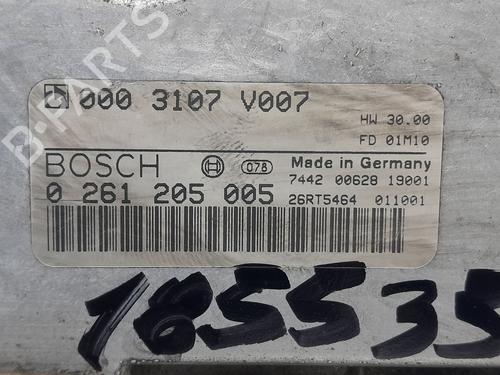 B-PARTS
000 3107 V007
HW 30.00
FD 01M10
BOSCH 078 Made in Germany
0 261 205 005
7442 00628 19001
26RT5464 011001
185535